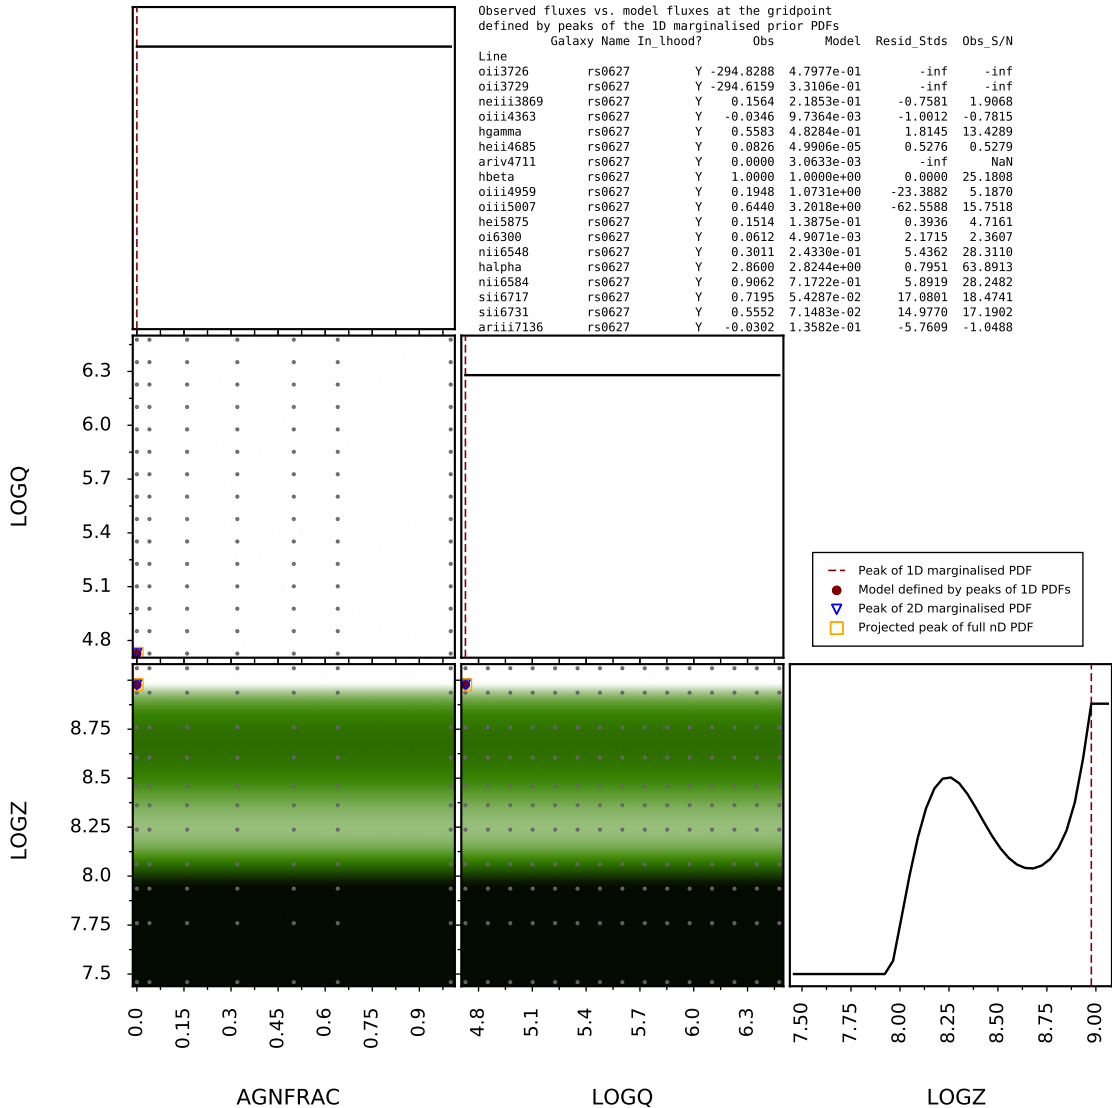 Observed fluxes vs. model fluxes at the gridpoint
defined by peaks of the 1D marginalised prior PDFs
Galaxy Name In_lhood? Obs Model Resid_Stds Obs_S/N
Line
oii3726 rs0627 Y -294.8288 4.7977e-01 -inf -inf
oii3729 rs0627 Y -294.6159 3.3106e-01 -inf -inf
neiii3869 rs0627 Y 0.1564 2.1853e-01 -0.7581 1.9068
oiii4363 rs0627 Y -0.0346 9.7364e-03 -1.0012 -0.7815
hgamma rs0627 Y 0.5583 4.8284e-01 1.8145 13.4289
heii4685 rs0627 Y 0.0826 4.9906e-05 0.5276 0.5279
ariv4711 rs0627 Y 0.0000 3.0633e-03 -inf NaN
hbeta rs0627 Y 1.0000 1.0000e+00 0.0000 25.1808
oiii4959 rs0627 Y 0.1948 1.0731e+00 -23.3882 5.1870
oiii5007 rs0627 Y 0.6440 3.2018e+00 -62.5588 15.7518
hei5875 rs0627 Y 0.1514 1.3875e-01 0.3936 4.7161
oi6300 rs0627 Y 0.0612 4.9071e-03 2.1715 2.3607
nii6548 rs0627 Y 0.3011 2.4330e-01 5.4362 28.3110
halpha rs0627 Y 2.8600 2.8244e+00 0.7951 63.8913
nii6584 rs0627 Y 0.9062 7.1722e-01 5.8919 28.2482
sii6717 rs0627 Y 0.7195 5.4287e-02 17.0801 18.4741
sii6731 rs0627 Y 0.5552 7.1483e-02 14.9770 17.1902
ariii7136 rs0627 Y -0.0302 1.3582e-01 -5.7609 -1.0488
LOGQ
6.3
6.0
5.7
5.4
5.1
4.8
Peak of 1D marginalised PDF
Model defined by peaks of 1D PDFs
Peak of 2D marginalised PDF
Projected peak of full nD PDF
LOGZ
8.75
8.5
8.25
8.0
7.75
7.5
0.0 0.15 0.3 0.45 0.6 0.75 0.9
4.8 5.1 5.4 5.7 6.0 6.3
7.50 7.75 8.00 8.25 8.50 8.75 9.00
AGNFRAC LOGQ LOGZ